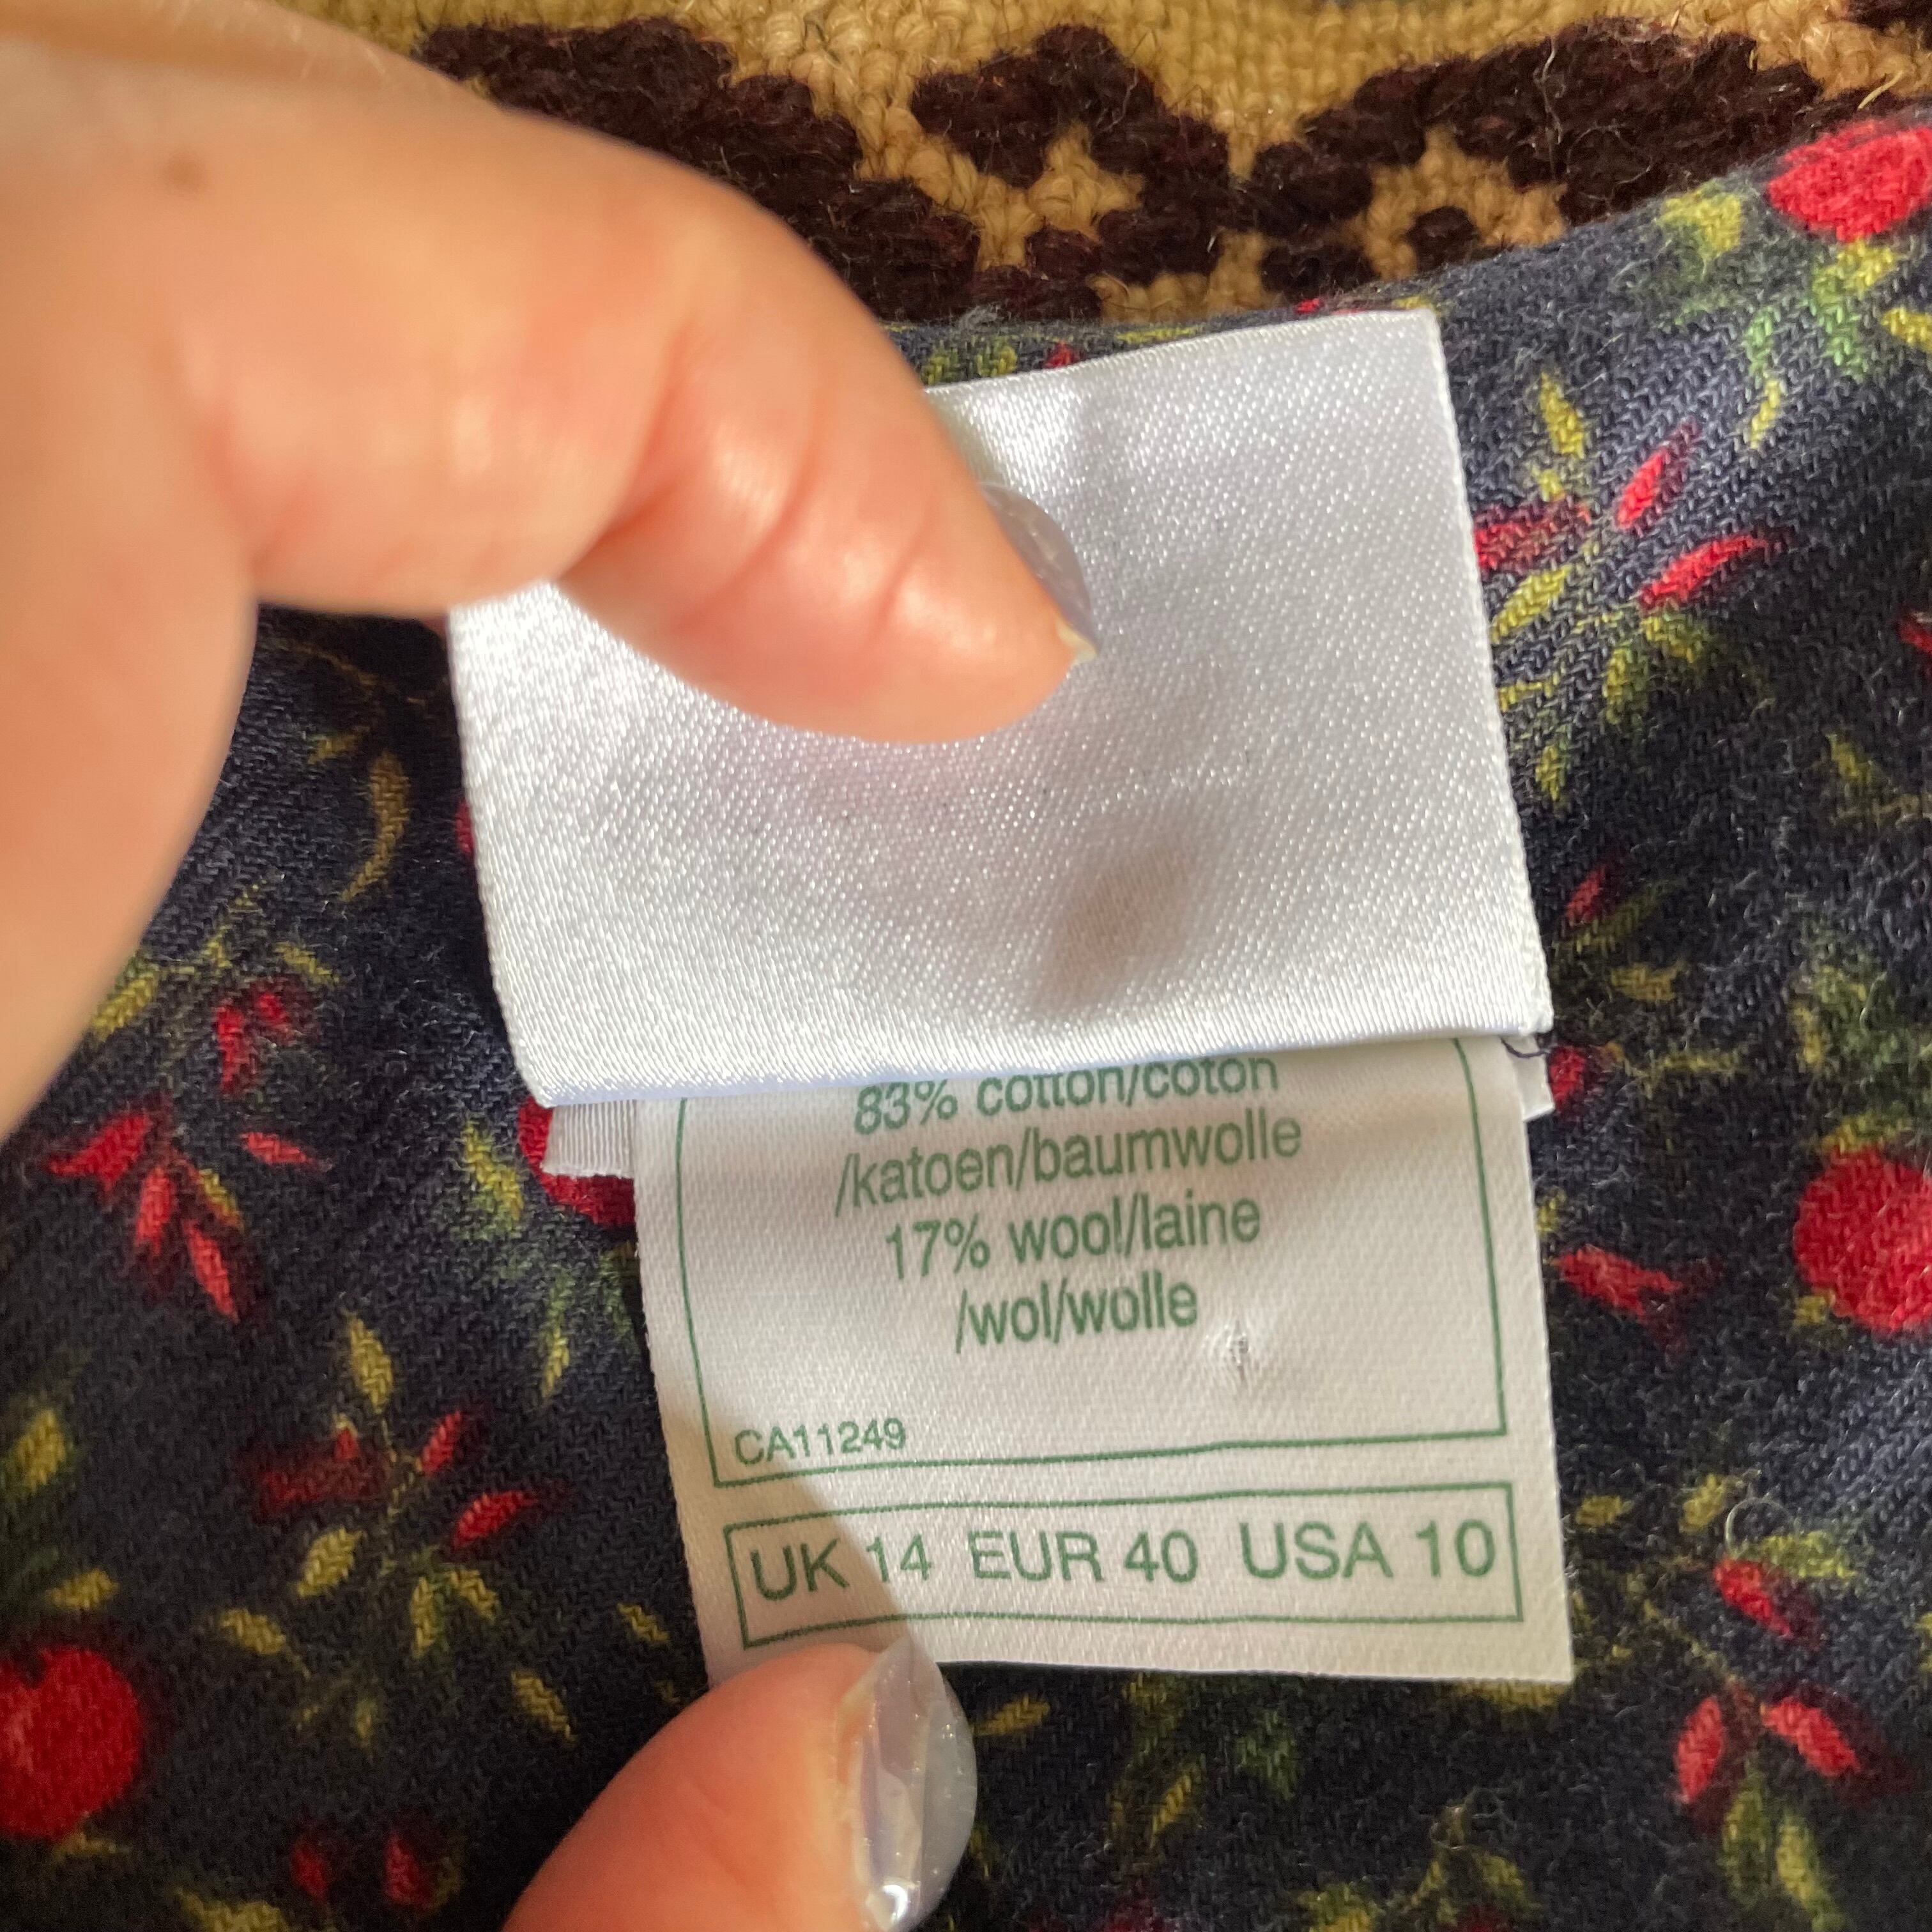 83% cotton/coton
/katoen/baumwolle
17% wool/laine
/wol/wolle
CA11249
UK 14 EUR 40 USA 10